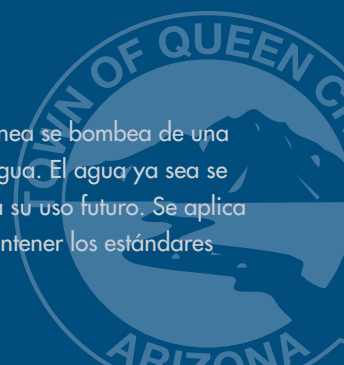 TOWN OF QUEEN C
nea se bombea de una
gua. El agua ya sea se
a su uso futuro. Se aplica
ntener los estándares
ARIZONA